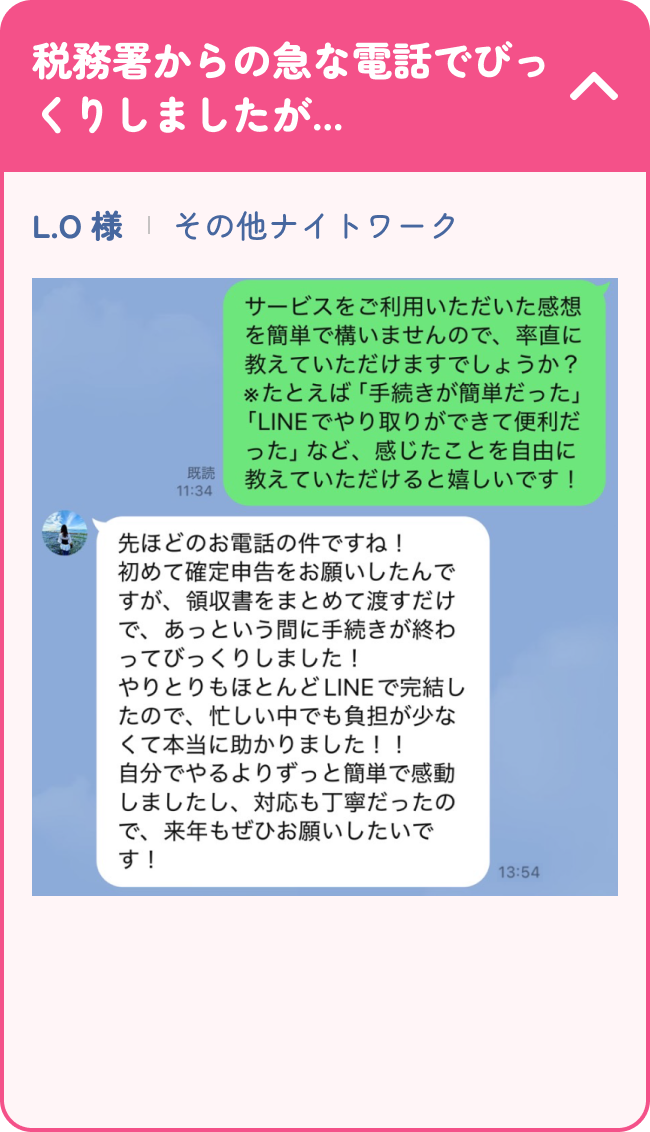 税務署からの急な電話でびっ
くりしましたが...
L.O 様 | その他ナイトワーク
サービスをご利用いただいた感想
を簡単で構いませんので、率直に
教えていただけますでしょうか？
※たとえば「手続きが簡単だった」
「LINEでやり取りができて便利だ
った」など、感じたことを自由に
教えていただけると嬉しいです！
既読
11:34
先ほどのお電話の件ですね！
初めて確定申告をお願いしたんで
すが、領収書をまとめて渡すだけ
で、あっという間に手続きが終わ
ってびっくりしました！
やりとりもほとんどLINEで完結し
たので、忙しい中でも負担が少な
くて本当に助かりました！！
自分でやるよりずっと簡単で感動
しましたし、対応も丁寧だったの
で、来年もぜひお願いしたいで
す！
13:54